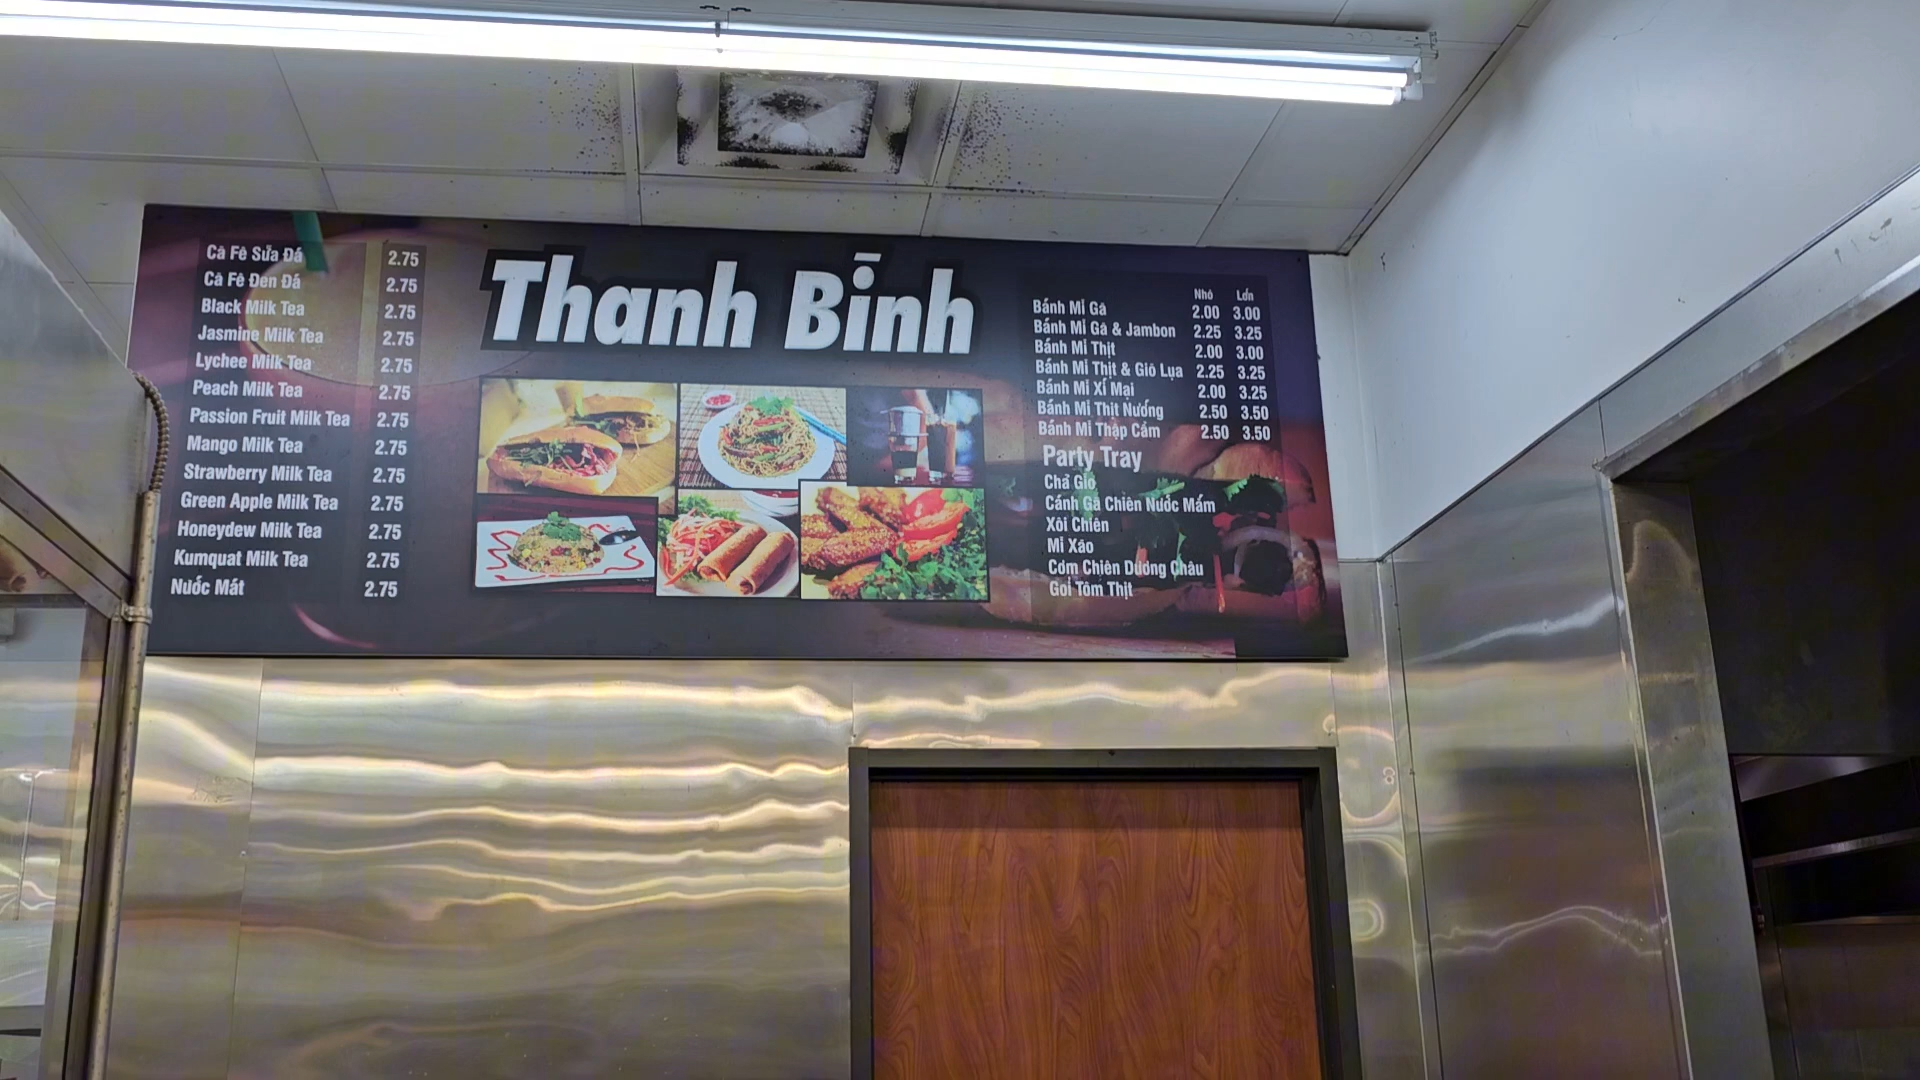 Cà Fê Sữa Đá 2.75
Cà Fê Đen Đá 2.75
Black Milk Tea 2.75
Jasmine Milk Tea 2.75
Lychee Milk Tea 2.75
Peach Milk Tea 2.75
Passion Fruit Milk Tea 2.75
Mango Milk Tea 2.75
Strawberry Milk Tea 2.75
Green Apple Milk Tea 2.75
Honeydew Milk Tea 2.75
Kumquat Milk Tea 2.75
Nước Mát 2.75
Thanh Bình
Nhỏ Lớn
Bánh Mì Gà 2.00 3.00
Bánh Mì Gà & Jambon 2.25 3.25
Bánh Mì Thịt 2.00 3.00
Bánh Mì Thịt & Giò Lụa 2.25 3.25
Bánh Mì Xí Mại 2.00 3.25
Bánh Mì Thịt Nướng 2.50 3.50
Bánh Mì Thập Cẩm 2.50 3.50
Party Tray
Chả Giò
Cánh Gà Chiên Nước Mắm
Xôi Chiên
Mì Xào
Cơm Chiên Dương Châu
Gỏi Tôm Thịt